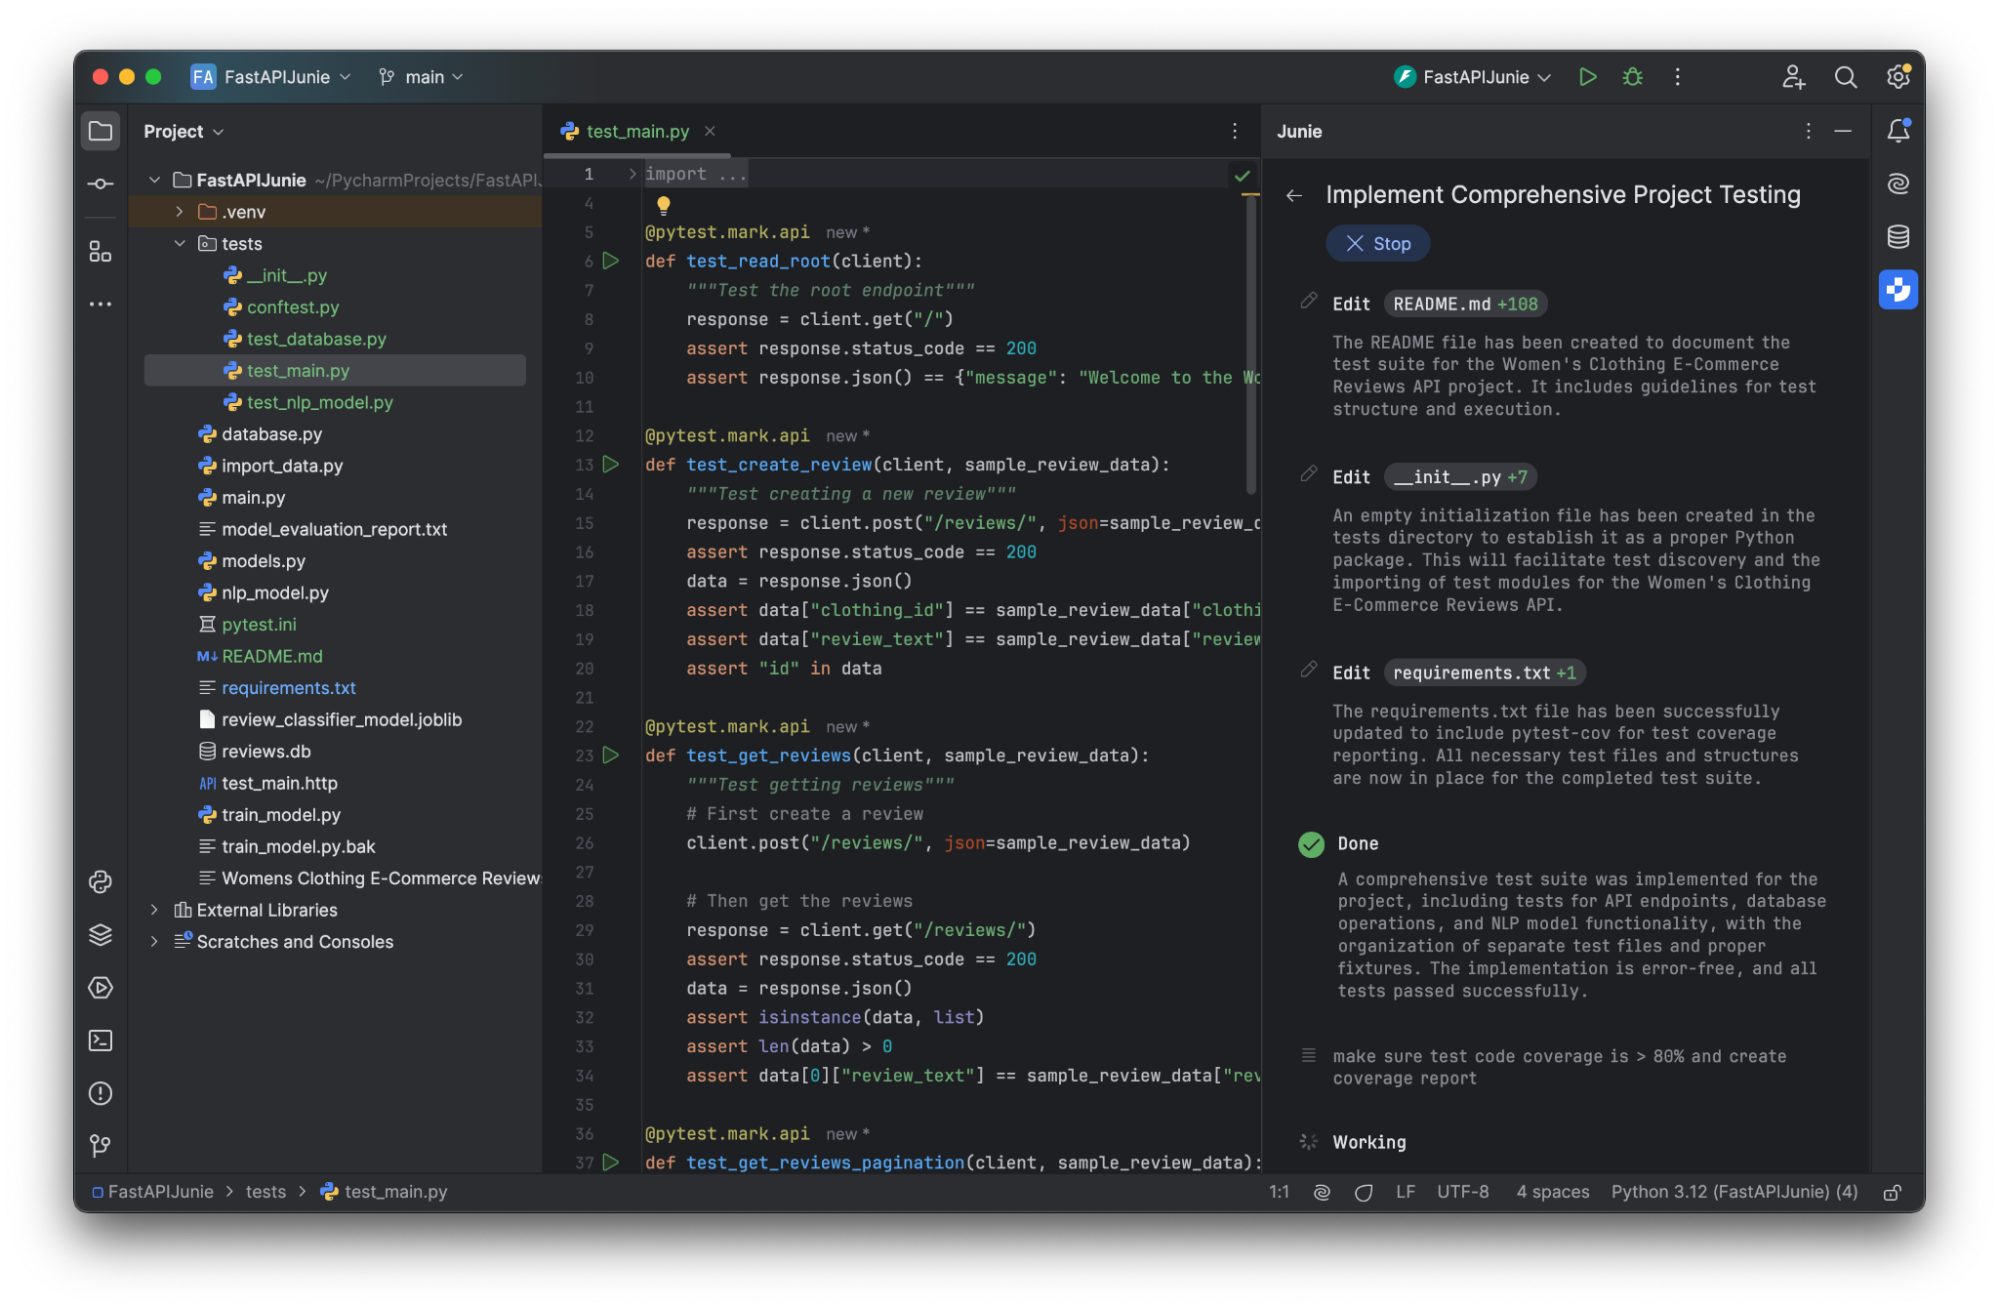 FA FastAPIJunie
main
FastAPIJunie
Project
FastAPIJunie ~/PycharmProjects/FastAPI
.venv
tests
__init__.py
conftest.py
test_database.py
test_main.py
test_nlp_model.py
database.py
import_data.py
main.py
model_evaluation_report.txt
models.py
nlp_model.py
pytest.ini
M↓ README.md
requirements.txt
review_classifier_model.joblib
reviews.db
API test_main.http
train_model.py
train_model.py.bak
Womens Clothing E-Commerce Review
External Libraries
Scratches and Consoles
test_main.py
1 import ...
4
5 @pytest.mark.api new *
6 def test_read_root(client):
7 """Test the root endpoint"""
8 response = client.get("/")
9 assert response.status_code == 200
10 assert response.json() == {"message": "Welcome to the Wo
11
12 @pytest.mark.api new *
13 def test_create_review(client, sample_review_data):
14 """Test creating a new review"""
15 response = client.post("/reviews/", json=sample_review_d
16 assert response.status_code == 200
17 data = response.json()
18 assert data["clothing_id"] == sample_review_data["clothi
19 assert data["review_text"] == sample_review_data["review
20 assert "id" in data
21
22 @pytest.mark.api new *
23 def test_get_reviews(client, sample_review_data):
24 """Test getting reviews"""
25 # First create a review
26 client.post("/reviews/", json=sample_review_data)
27
28 # Then get the reviews
29 response = client.get("/reviews/")
30 assert response.status_code == 200
31 data = response.json()
32 assert isinstance(data, list)
33 assert len(data) > 0
34 assert data[0]["review_text"] == sample_review_data["rev
35
36 @pytest.mark.api new *
37 def test_get_reviews_pagination(client, sample_review_data):
Junie
Implement Comprehensive Project Testing
Stop
Edit README.md +108
The README file has been created to document the
test suite for the Women's Clothing E-Commerce
Reviews API project. It includes guidelines for test
structure and execution.
Edit __init__.py +7
An empty initialization file has been created in the
tests directory to establish it as a proper Python
package. This will facilitate test discovery and the
importing of test modules for the Women's Clothing
E-Commerce Reviews API.
Edit requirements.txt +1
The requirements.txt file has been successfully
updated to include pytest-cov for test coverage
reporting. All necessary test files and structures
are now in place for the completed test suite.
Done
A comprehensive test suite was implemented for the
project, including tests for API endpoints, database
operations, and NLP model functionality, with the
organization of separate test files and proper
fixtures. The implementation is error-free, and all
tests passed successfully.
make sure test code coverage is > 80% and create
coverage report
Working
FastAPIJunie > tests > test_main.py
1:1 LF UTF-8 4 spaces Python 3.12 (FastAPIJunie) (4)